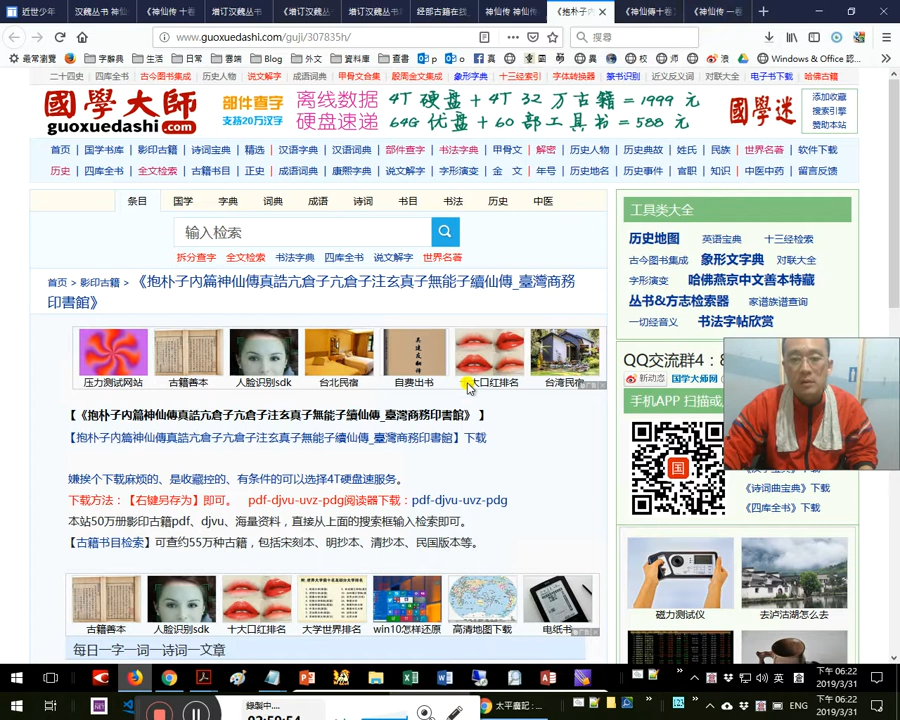 近世少年
汉魏丛书 神仙
《神仙传 十卷
增订汉魏丛书
《增订汉魏丛
增订汉魏丛书
经部古籍在线
神仙传 神仙传
《抱朴子内
《神仙傳十
《神仙传 一卷
www.guoxuedashi.com/guji/307835h/
搜尋
最常瀏覽
字辭典
生活
日常
雲端
Blog
外文
資料庫
查書
Windows & Office 認...
二十四史 四库全书 古今图书集成 历史人物 说文解字 成语词典 甲骨文合集 殷周金文集成 象形字典 十三经索引 字体转换器 篆书识别 近义反义词 对联大全 电子书下载 哈佛古籍
國學大師
guoxuedashi.com
部件查字
支持20万汉字
离线数据
硬盘速递
4T 硬盘 + 4T 32 万古籍 = 1999 元
64G 优盘 + 60 部工具书 = 588 元
國學迷
添加收藏
搜索引擎
赞助本站
首页 | 国学书库 | 影印古籍 | 诗词宝典 | 精选 | 汉语字典 | 汉语词典 | 部件查字 | 书法字典 | 甲骨文 | 解密 | 历史人物 | 历史典故 | 姓氏 | 民族 | 世界名著 | 软件下载
历史 | 四库全书 | 全文检索 | 古籍书目 | 正史 | 成语词典 | 康熙字典 | 说文解字 | 字形演变 | 金 文 | 年号 | 历史地名 | 历史事件 | 官职 | 知识 | 中医中药 | 留言反馈
条目 国学 字典 词典 成语 诗词 书目 书法 历史 中医
输入检索
拆分查字 全文检索 书法字典 四库全书 说文解字 世界名著
首页 > 影印古籍 > 《抱朴子內篇神仙傳真誥亢倉子亢倉子注玄真子無能子續仙傳_臺灣商務
印書館》
压力测试网站 古籍善本 人脸识别sdk 台北民宿 自费出书 十大口红排名 台湾民宿
【《抱朴子內篇神仙傳真誥亢倉子亢倉子注玄真子無能子續仙傳_臺灣商務印書館》 】
【抱朴子內篇神仙傳真誥亢倉子亢倉子注玄真子無能子續仙傳_臺灣商務印書館】下载
嫌挨个下载麻烦的、是收藏控的、有条件的可以选择4T硬盘速递服务。
下载方法：【右键另存为】即可。 pdf-djvu-uvz-pdg阅读器下载：pdf-djvu-uvz-pdg
本站50万册影印古籍pdf、djvu、海量资料，直接从上面的搜索框输入检索即可。
【古籍书目检索】可查约55万种古籍，包括宋刻本、明抄本、清抄本、民国版本等。
古籍善本 人脸识别sdk 十大口红排名 大学世界排名 win10怎样还原 高清地图下载 电纸书
每日一字一词一诗词一文章
工具类大全
历史地图 英语宝典 十三经检索
古今图书集成 象形文字典 对联大全
字形演变 哈佛燕京中文善本特藏
丛书&方志检索器 家谱族谱查询
一切经音义 书法字帖欣赏
QQ交流群4：8
新动态 国学大师网
手机APP 扫描或
国
《诗词曲宝典》下载
《四库全书》下载
磁力测试仪 去泸沽湖怎么去
下午 06:22
2019/3/31
錄製中...
02:59:54
太平廣記:...
ENG
下午 06:22
2019/3/31